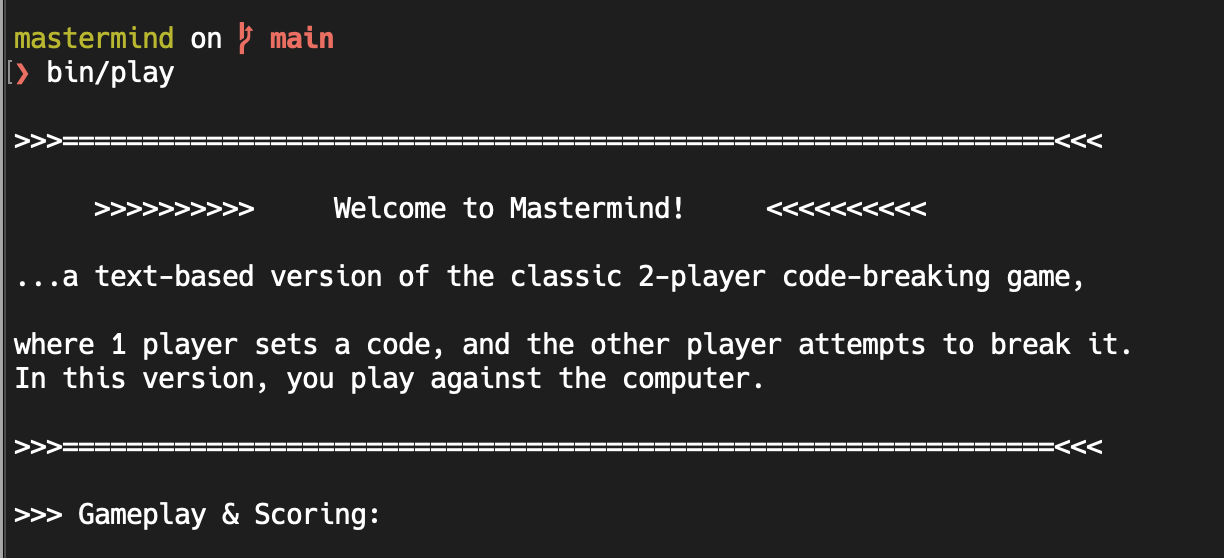 mastermind on main
❯ bin/play
>>>==============================================================<<<
>>>>>>>>>> Welcome to Mastermind! <<<<<<<<<<
...a text-based version of the classic 2-player code-breaking game,
where 1 player sets a code, and the other player attempts to break it.
In this version, you play against the computer.
>>>==============================================================<<<
>>> Gameplay & Scoring: